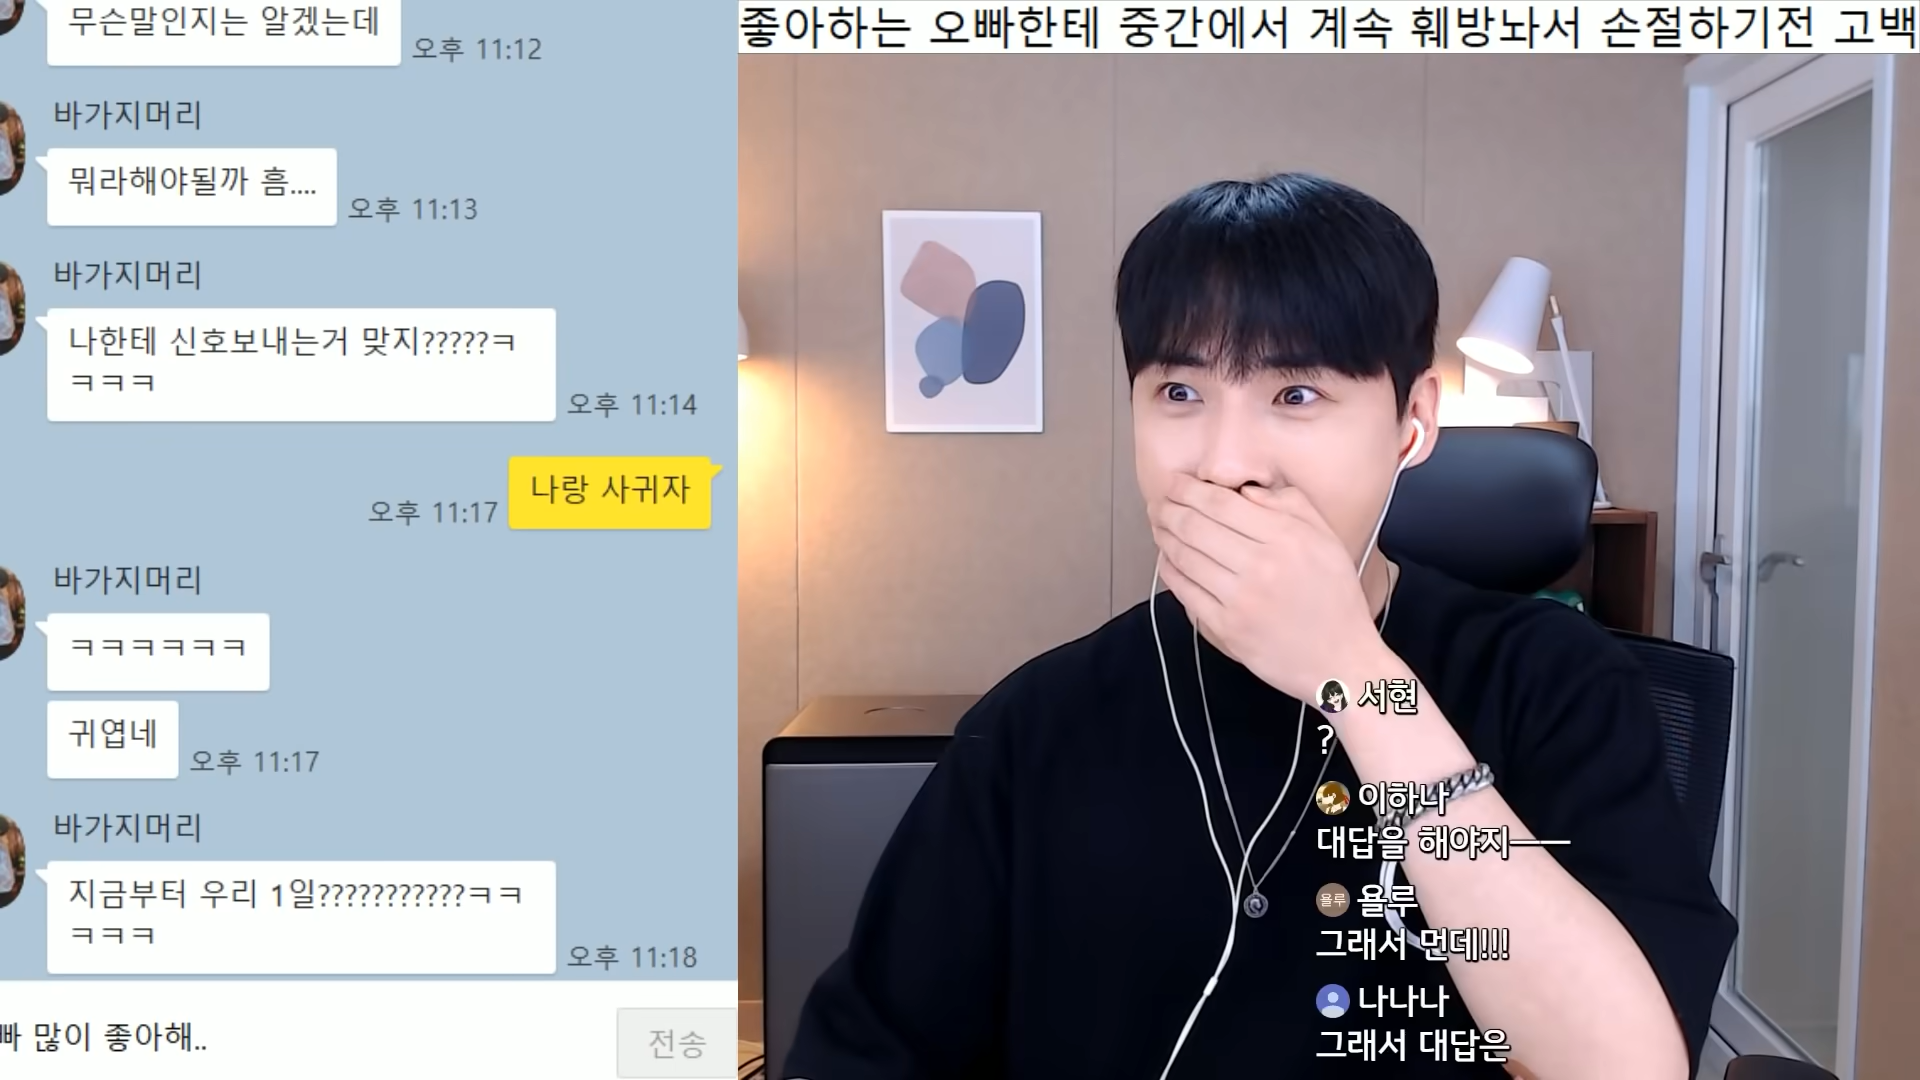 좋아하는 오빠한테 중간에서 계속 훼방놔서 손절하기전 고백
무슨말인지는 알겠는데
오후 11:12
바가지머리
뭐라해야될까 흠....
오후 11:13
바가지머리
나한테 신호보내는거 맞지?????ㅋ
ㅋㅋㅋ
오후 11:14
나랑 사귀자
오후 11:17
바가지머리
ㅋㅋㅋㅋㅋㅋ
귀엽네
오후 11:17
바가지머리
지금부터 우리 1일???????????ㅋㅋ
ㅋㅋㅋ
오후 11:18
빠 많이 좋아해..
전송
서현
?
이하나
대답을 해야지——
욜루
욜루
그래서 먼데!!!
나나나
그래서 대답은